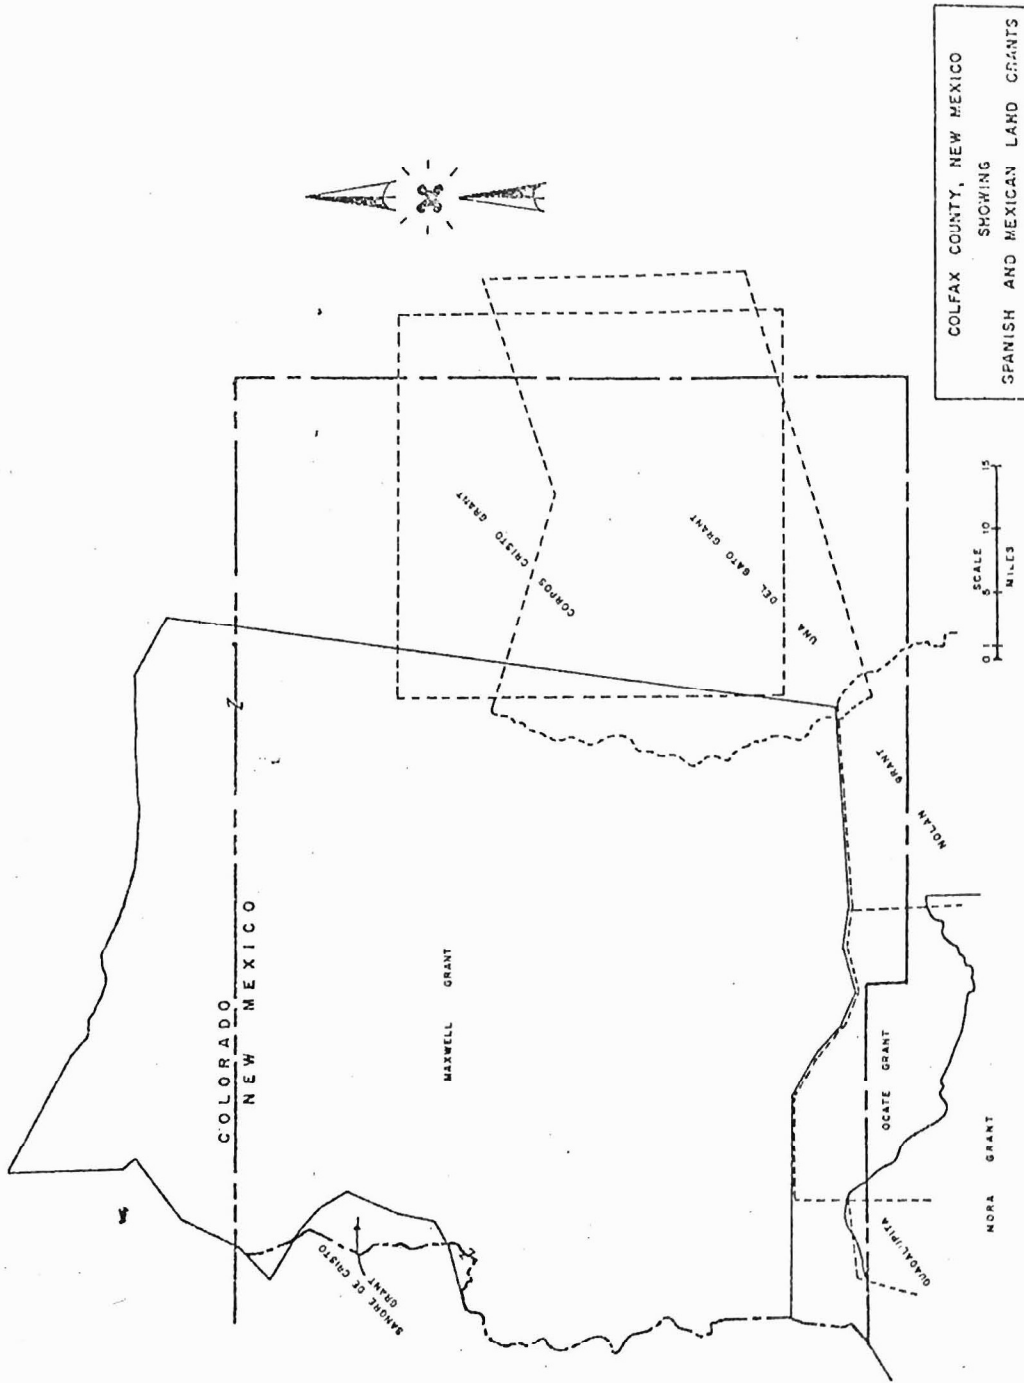 COLORADO
NEW MEXICO
SANGRE DE CRISTO
GRANT
MAXWELL GRANT
CORPOS CRISTO GRANT
UNA DEL GATO GRANT
NOLAN GRANT
OCATE GRANT
GUADALUPITA
MORA GRANT
SCALE
0 5 10 15
MILES
COLFAX COUNTY, NEW MEXICO
SHOWING
SPANISH AND MEXICAN LAND GRANTS